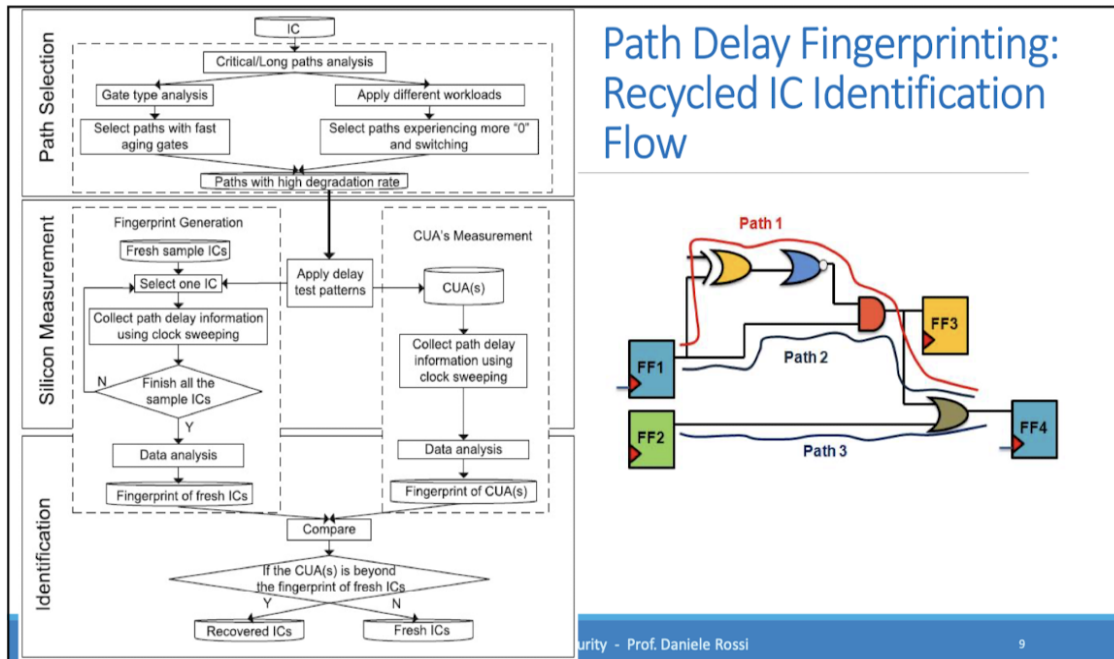 Path Delay Fingerprinting:
Recycled IC Identification
Flow
Path Selection
IC
Critical/Long paths analysis
Gate type analysis
Apply different workloads
Select paths with fast
aging gates
Select paths experiencing more "0"
and switching
Paths with high degradation rate
Silicon Measurement
Fingerprint Generation
Fresh sample ICs
Select one IC
Collect path delay information
using clock sweeping
N
Finish all the
sample ICs
Y
Apply delay
test patterns
CUA's Measurement
CUA(s)
Collect path delay
information using
clock sweeping
Identification
Data analysis
Fingerprint of fresh ICs
Data analysis
Fingerprint of CUA(s)
Compare
If the CUA(s) is beyond
the fingerprint of fresh ICs
Y
N
Recovered ICs
Fresh ICs
Path 1
FF3
FF1
Path 2
FF2
Path 3
FF4
urity - Prof. Daniele Rossi
9